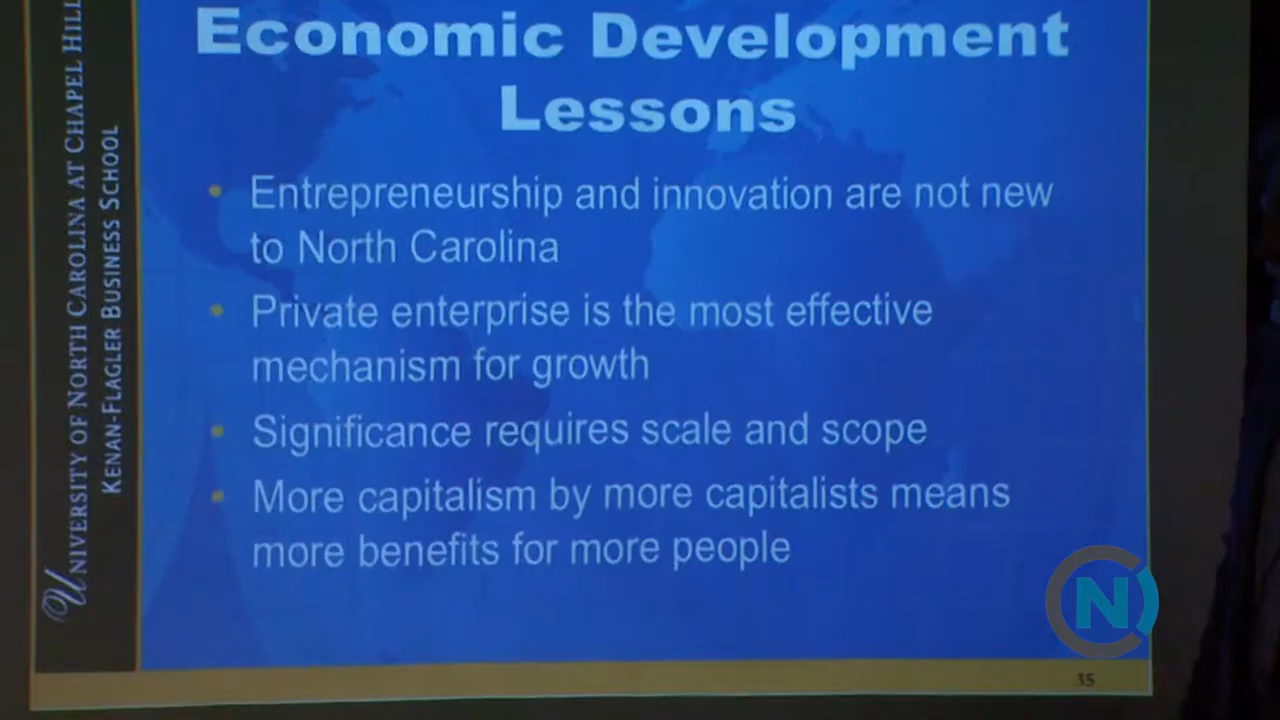 Economic Development
Lessons
• Entrepreneurship and innovation are not new
to North Carolina
• Private enterprise is the most effective
mechanism for growth
• Significance requires scale and scope
• More capitalism by more capitalists means
more benefits for more people
UNIVERSITY OF NORTH CAROLINA AT CHAPEL HILL
KENAN-FLAGLER BUSINESS SCHOOL
35
CN